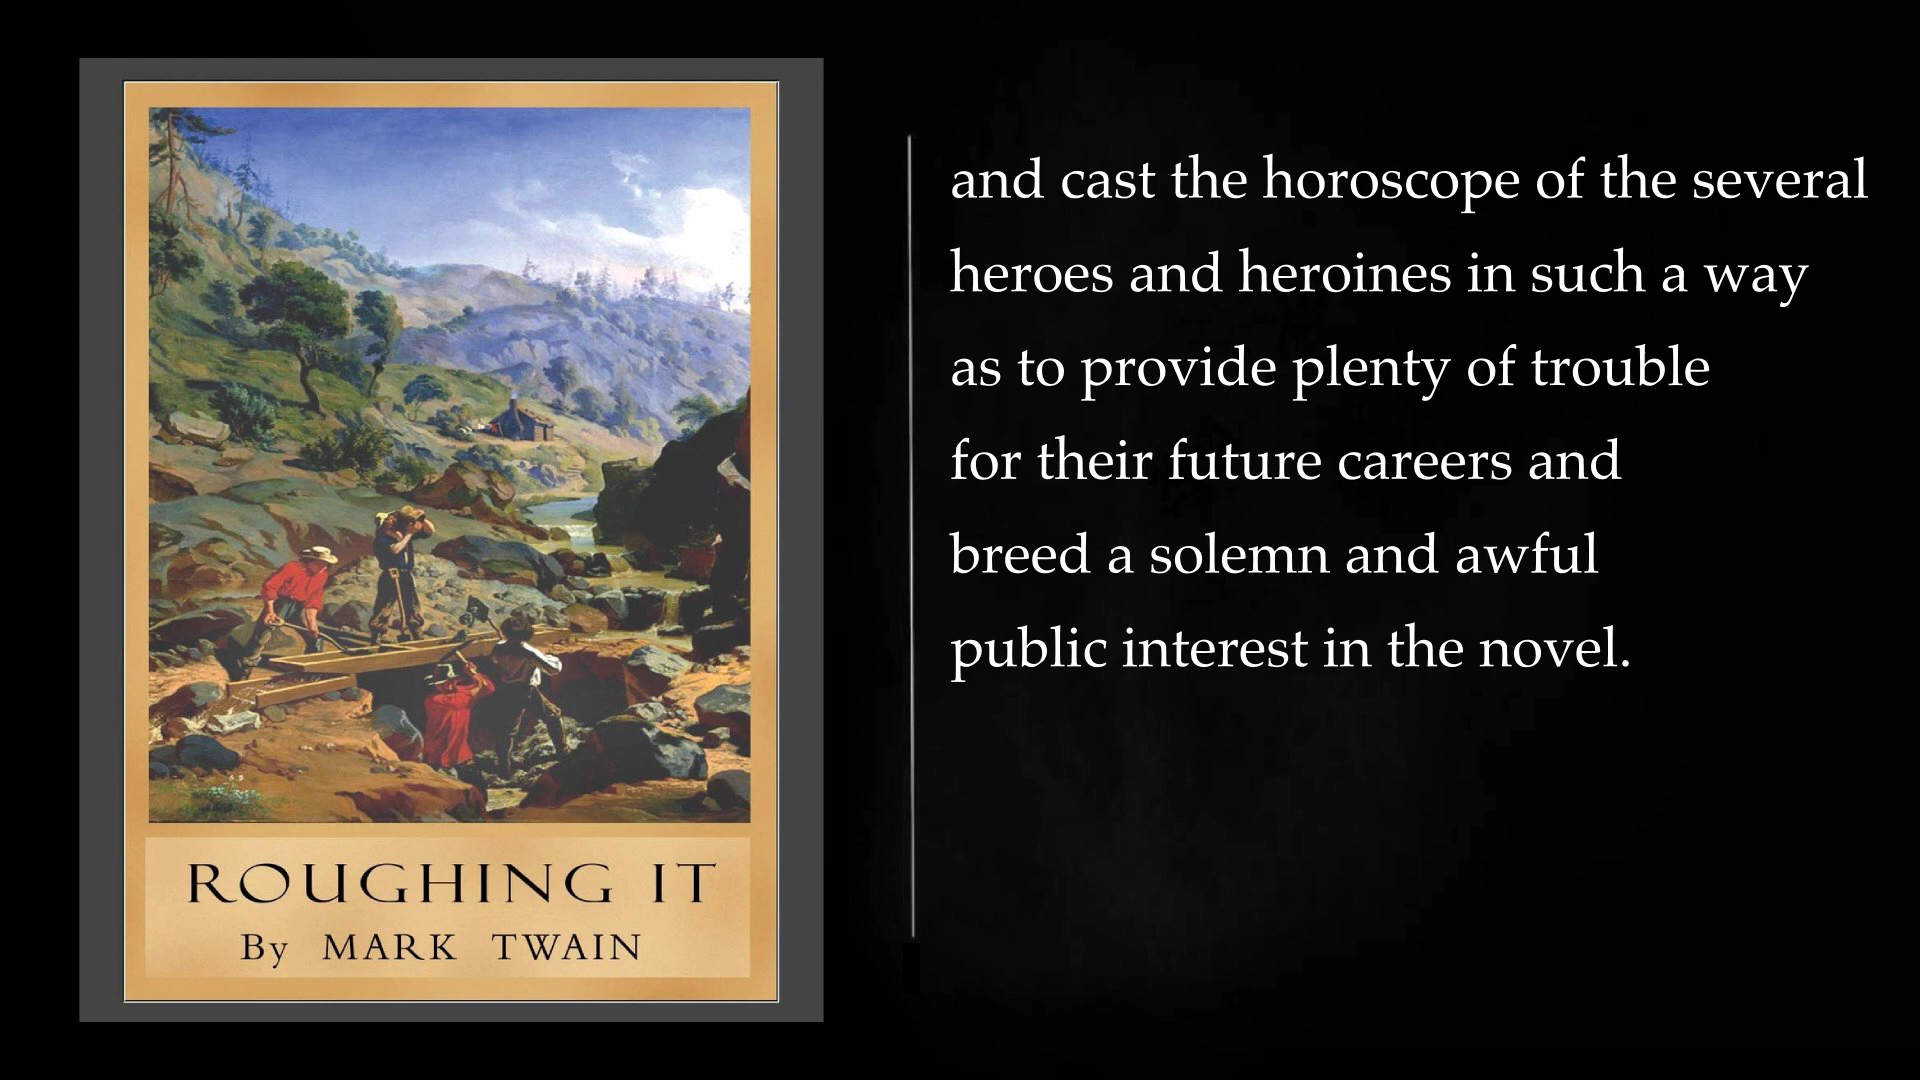 ROUGHING IT
By MARK TWAIN
and cast the horoscope of the several
heroes and heroines in such a way
as to provide plenty of trouble
for their future careers and
breed a solemn and awful
public interest in the novel.